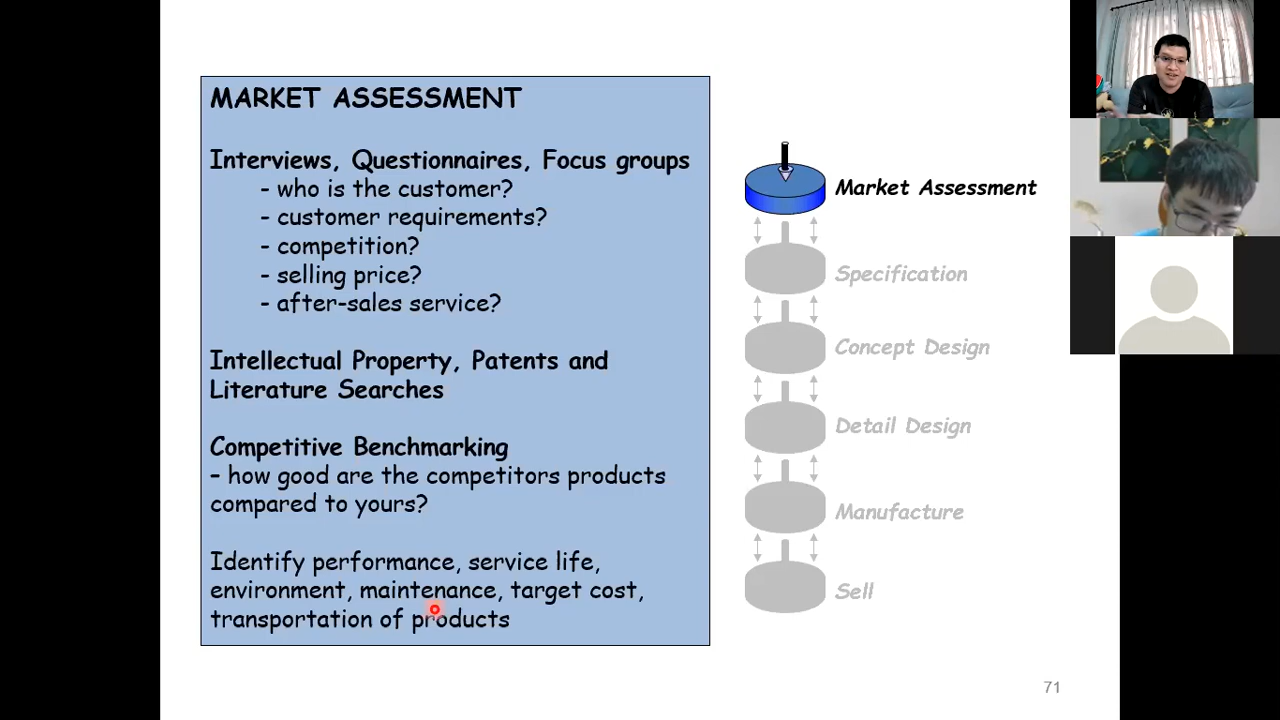 MARKET ASSESSMENT
Interviews, Questionnaires, Focus groups
- who is the customer?
- customer requirements?
- competition?
- selling price?
- after-sales service?
Intellectual Property, Patents and
Literature Searches
Competitive Benchmarking
- how good are the competitors products
compared to yours?
Identify performance, service life,
environment, maintenance, target cost,
transportation of products
Market Assessment
Specification
Concept Design
Detail Design
Manufacture
Sell
71